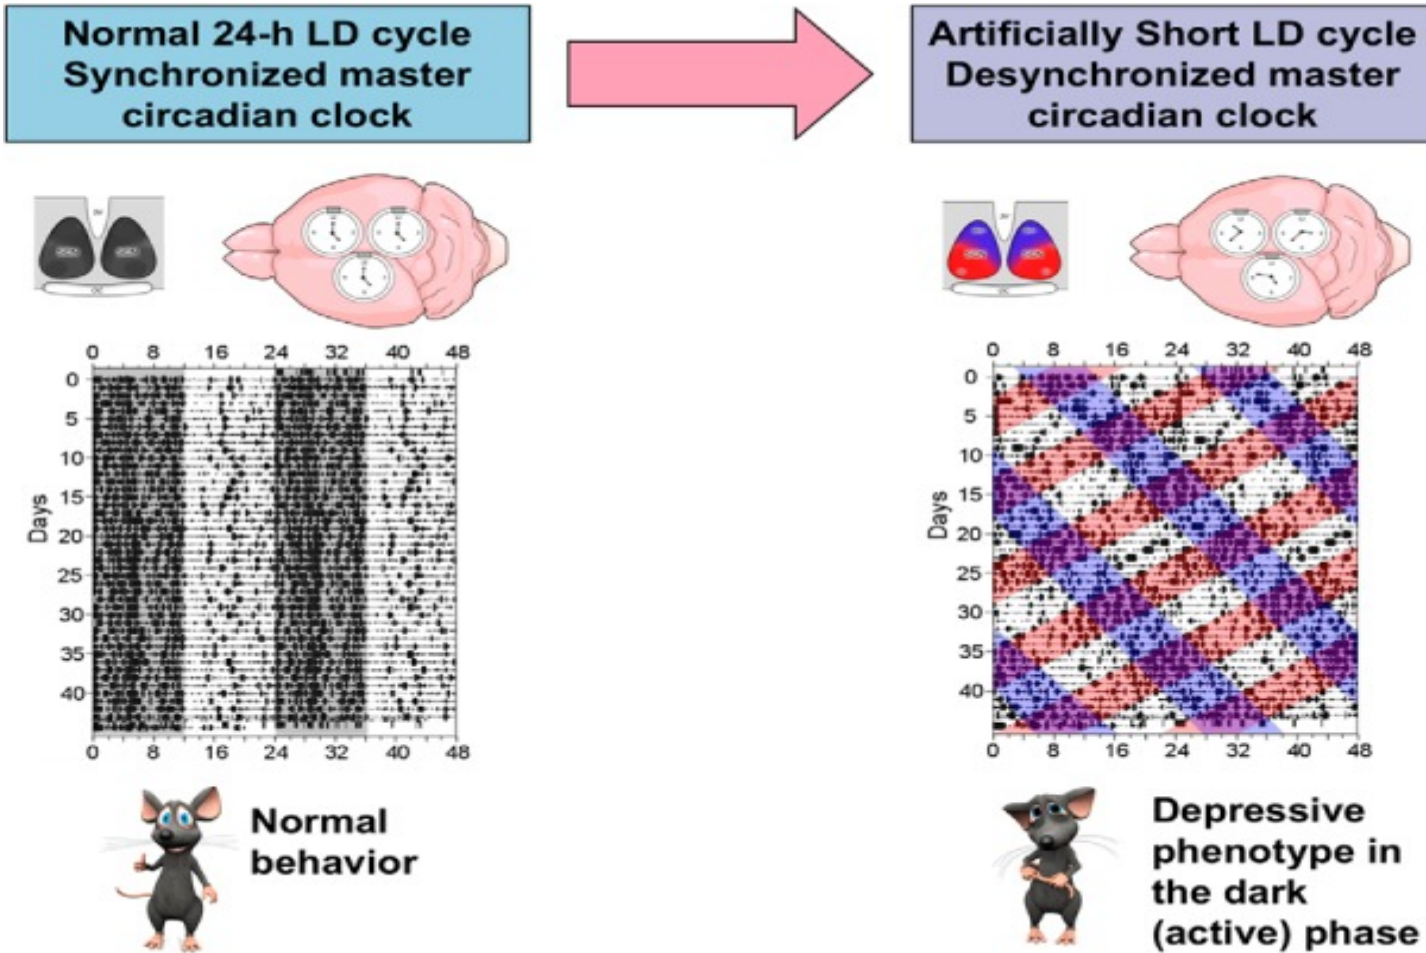 Normal 24-h LD cycle
Synchronized master
circadian clock
Artificially Short LD cycle
Desynchronized master
circadian clock
0 8 16 24 32 40 48
Days
0
5
10
15
20
25
30
35
40
0 8 16 24 32 40 48
0 8 16 24 32 40 48
Days
0
5
10
15
20
25
30
35
40
0 8 16 24 32 40 48
Normal
behavior
Depressive
phenotype in
the dark
(active) phase